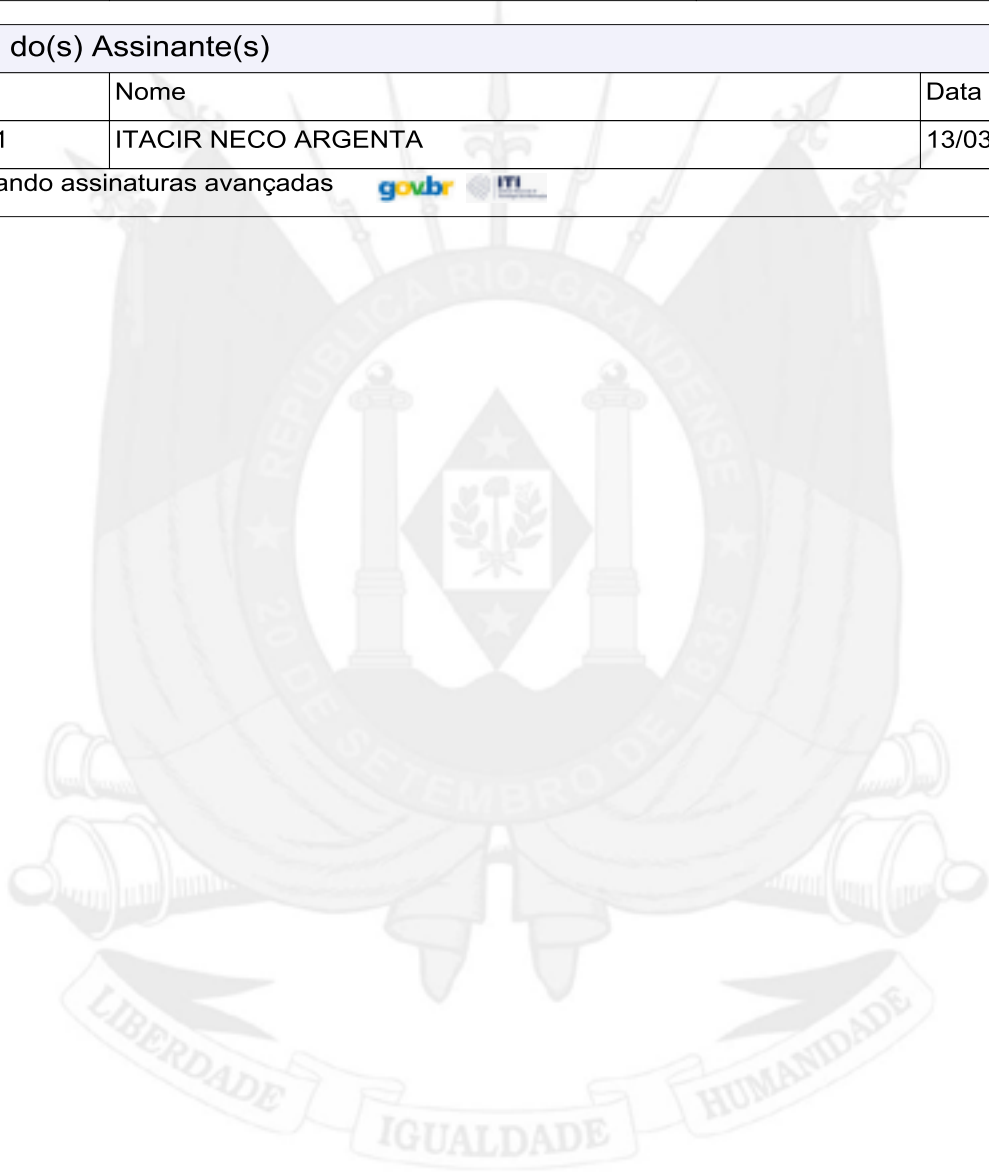 do(s) Assinante(s)
Nome Data
1 ITACIR NECO ARGENTA 13/03
ando assinaturas avançadas gov.br ITI
REPUBLICA RIO-GRANDENSE
20 DE SETEMBRO DE 1835
LIBERDADE IGUALDADE HUMANIDADE